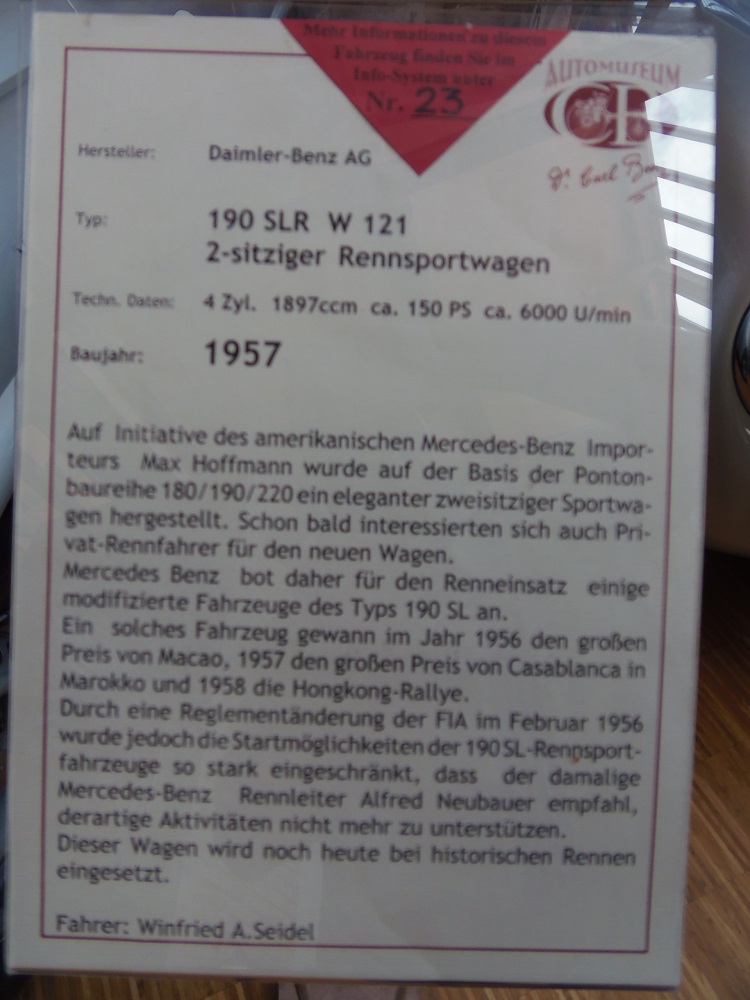 Mehr Informationen zu diesem
Fahrzeug finden Sie im
Info-System unter
Nr. 23
AUTOMUSEUM
Dr. Carl Benz
Hersteller: Daimler-Benz AG
Typ: 190 SLR W 121
2-sitziger Rennsportwagen
Techn. Daten: 4 Zyl. 1897ccm ca. 150 PS ca. 6000 U/min
Baujahr: 1957
Auf Initiative des amerikanischen Mercedes-Benz Impor-
teurs Max Hoffmann wurde auf der Basis der Ponton-
baureihe 180/190/220 ein eleganter zweisitziger Sportwa-
gen hergestellt. Schon bald interessierten sich auch Pri-
vat-Rennfahrer für den neuen Wagen.
Mercedes Benz bot daher für den Renneinsatz einige
modifizierte Fahrzeuge des Typs 190 SL an.
Ein solches Fahrzeug gewann im Jahr 1956 den großen
Preis von Macao, 1957 den großen Preis von Casablanca in
Marokko und 1958 die Hongkong-Rallye.
Durch eine Reglementänderung der FIA im Februar 1956
wurde jedoch die Startmöglichkeiten der 190 SL-Rennsport-
fahrzeuge so stark eingeschränkt, dass der damalige
Mercedes-Benz Rennleiter Alfred Neubauer empfahl,
derartige Aktivitäten nicht mehr zu unterstützen.
Dieser Wagen wird noch heute bei historischen Rennen
eingesetzt.
Fahrer: Winfried A.Seidel